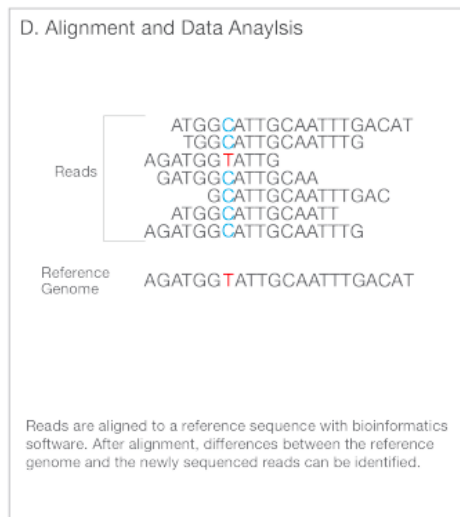 D. Alignment and Data Anaylsis
ATGGCATTGCAATTTGACAT
TGGCATTGCAATTTG
AGATGGTATTG
Reads
GATGGCATTGCAA
GCATTGCAATTTGAC
ATGGCATTGCAATT
AGATGGCATTGCAATTTG
Reference
Genome
AGATGGTATTGCAATTTGACAT
Reads are aligned to a reference sequence with bioinformatics
software. After alignment, differences between the reference
genome and the newly sequenced reads can be identified.